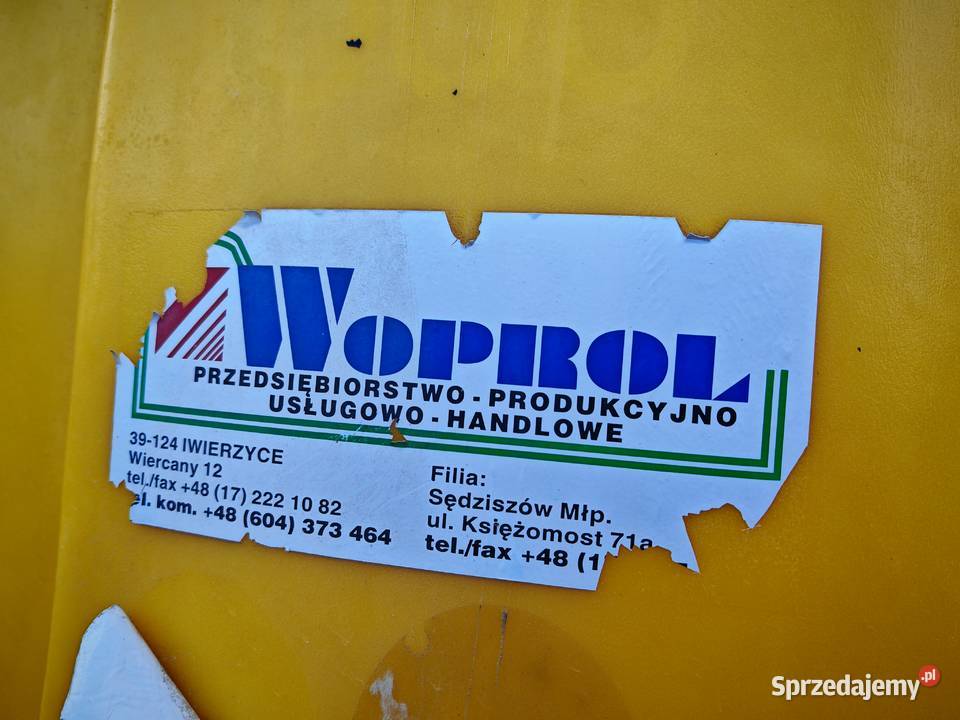 WOPROL
PRZEDSIĘBIORSTWO - PRODUKCYJNO
USŁUGOWO - HANDLOWE
39-124 IWIERZYCE
Wiercany 12
tel./fax +48 (17) 222 10 82
el. kom. +48 (604) 373 464
Filia:
Sędziszów Młp.
ul. Księżomost 71a
tel./fax +48 (1
Sprzedajemy.pl